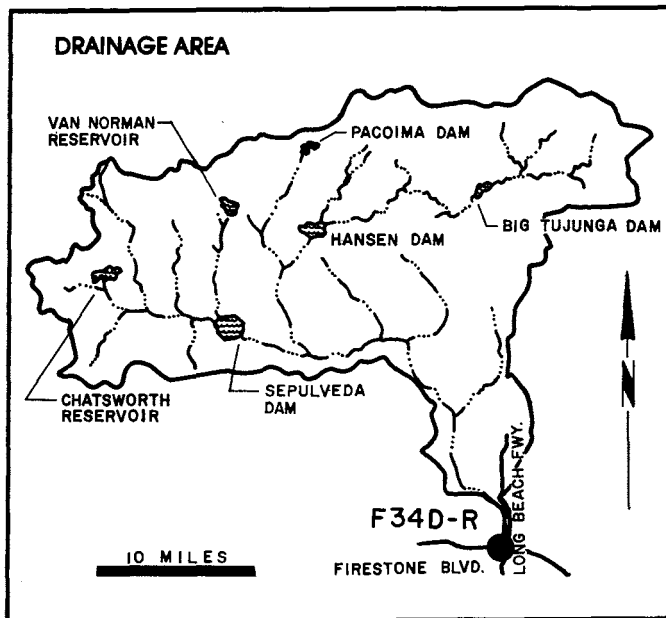 DRAINAGE AREA
VAN NORMAN
RESERVOIR
PACOIMA DAM
HANSEN DAM
BIG TUJUNGA DAM
CHATSWORTH
RESERVOIR
SEPULVEDA
DAM
N
F34D-R
LONG BEACH FWY.
10 MILES
FIRESTONE BLVD.